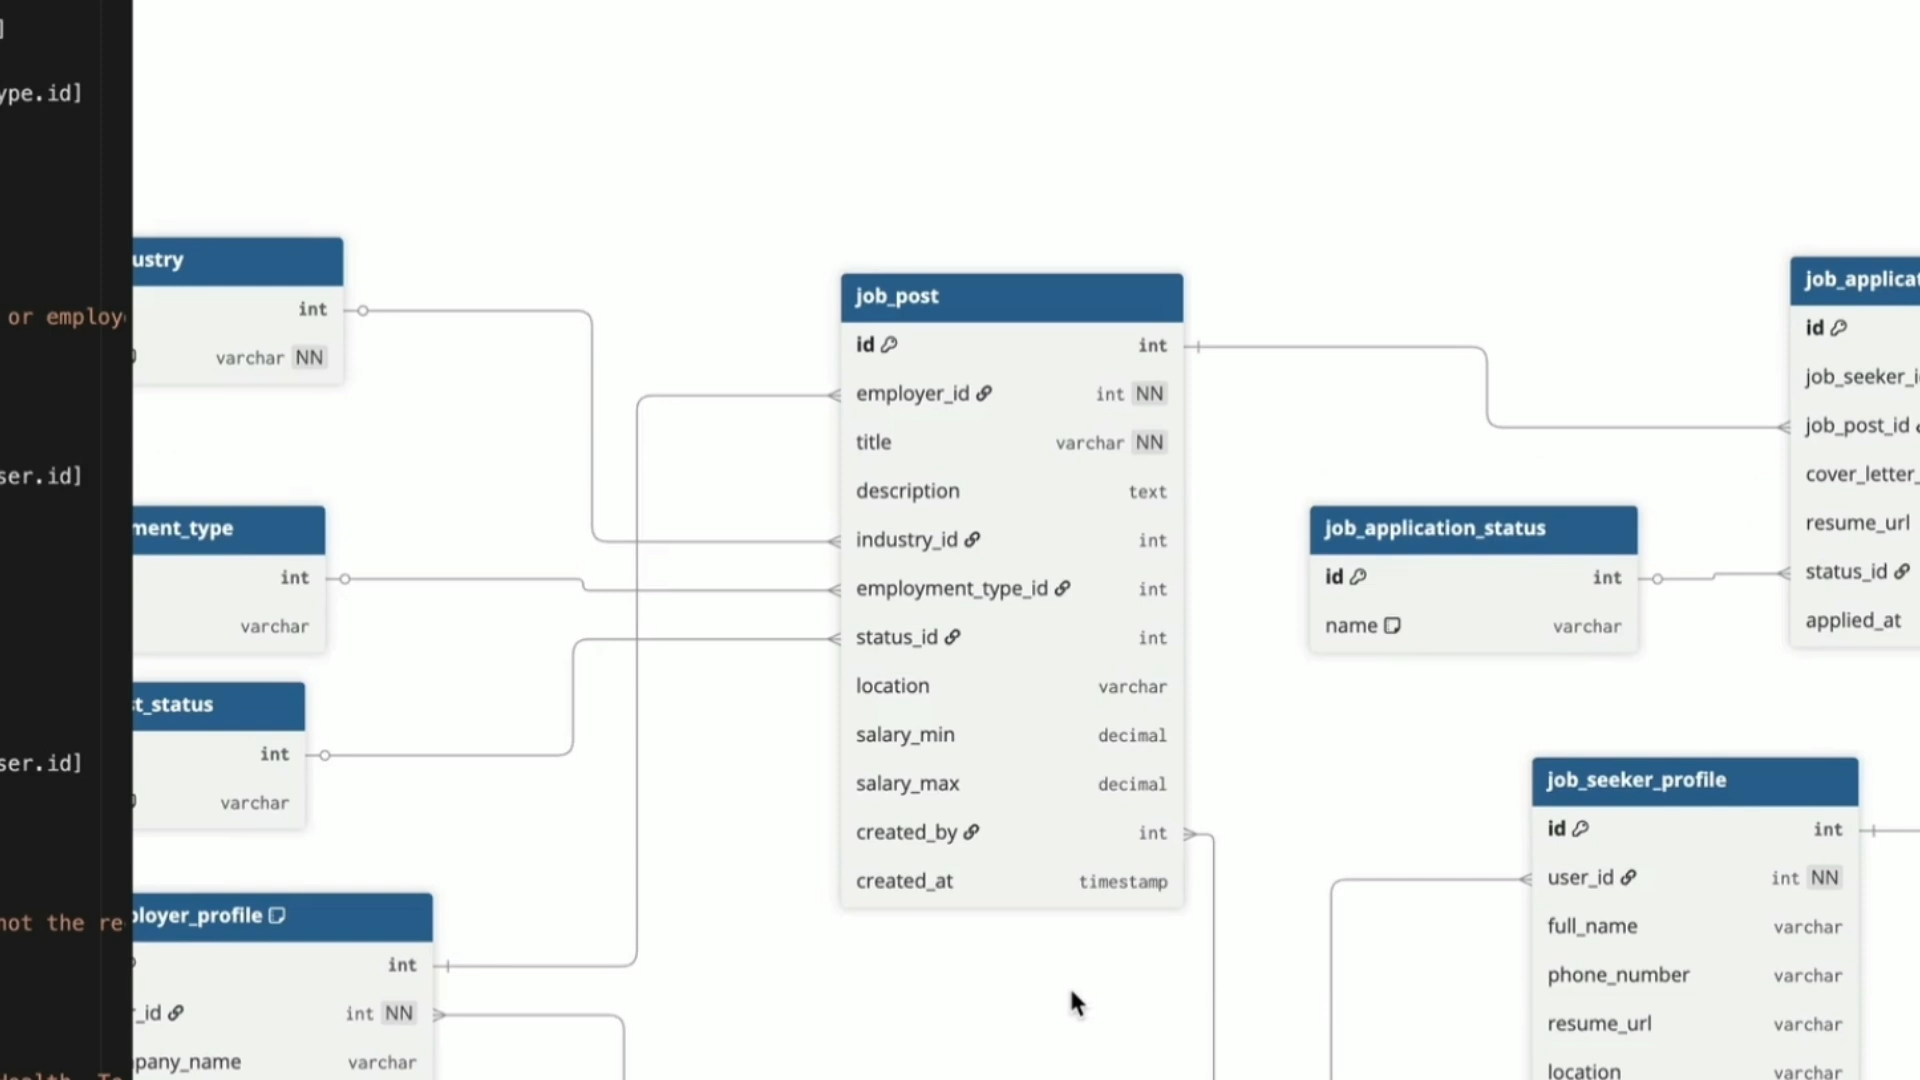 ]
ype.id]
or employ
ser.id]
ser.id]
not the re
ustry
int
varchar NN
ment_type
int
varchar
t_status
int
varchar
ployer_profile
int
_id int NN
pany_name varchar
job_post
id int
employer_id int NN
title varchar NN
description text
industry_id int
employment_type_id int
status_id int
location varchar
salary_min decimal
salary_max decimal
created_by int
created_at timestamp
job_application_status
id int
name varchar
job_applicat
id
job_seeker_i
job_post_id
cover_letter_
resume_url
status_id
applied_at
job_seeker_profile
id int
user_id int NN
full_name varchar
phone_number varchar
resume_url varchar
location varchar